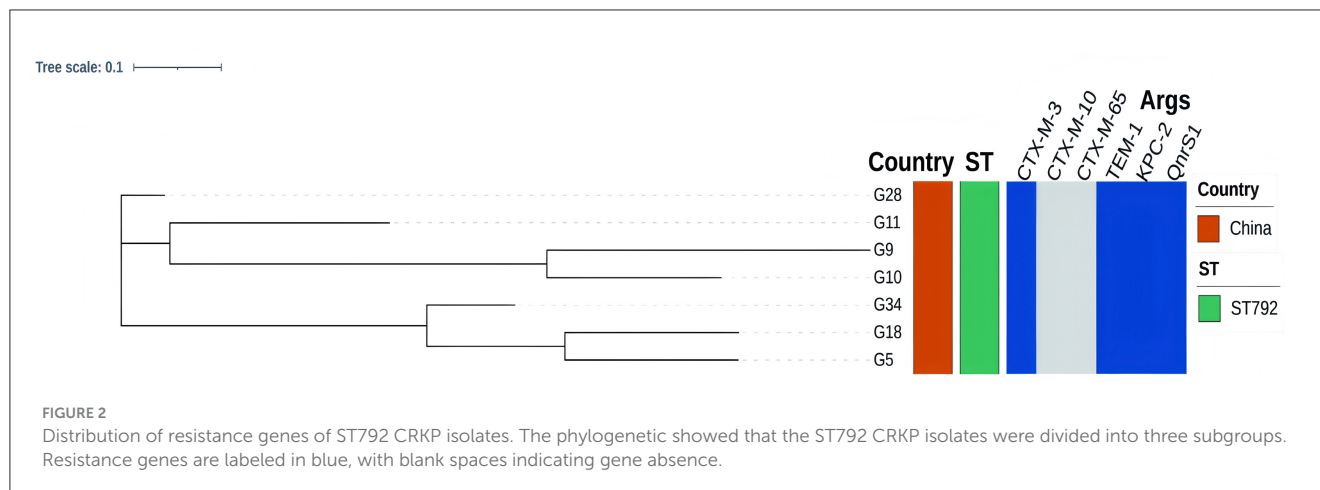 Tree scale: 0.1
Args
CTX-M-3
CTX-M-10
CTX-M-65
TEM-1
KPC-2
QnrS1
Country ST
G28
G11
G9
G10
G34
G18
G5
Country
China
ST
ST792
FIGURE 2
Distribution of resistance genes of ST792 CRKP isolates. The phylogenetic showed that the ST792 CRKP isolates were divided into three subgroups.
Resistance genes are labeled in blue, with blank spaces indicating gene absence.